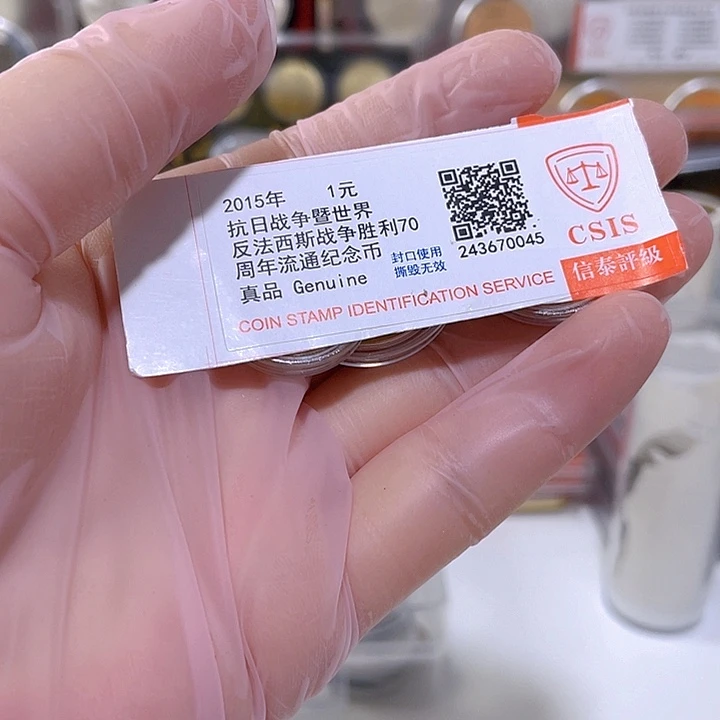 2015年 1元
抗日战争暨世界
反法西斯战争胜利70
周年流通纪念币
真品 Genuine
封口使用
撕毁无效
243670045
CSIS
信泰評級
COIN STAMP IDENTIFICATION SERVICE